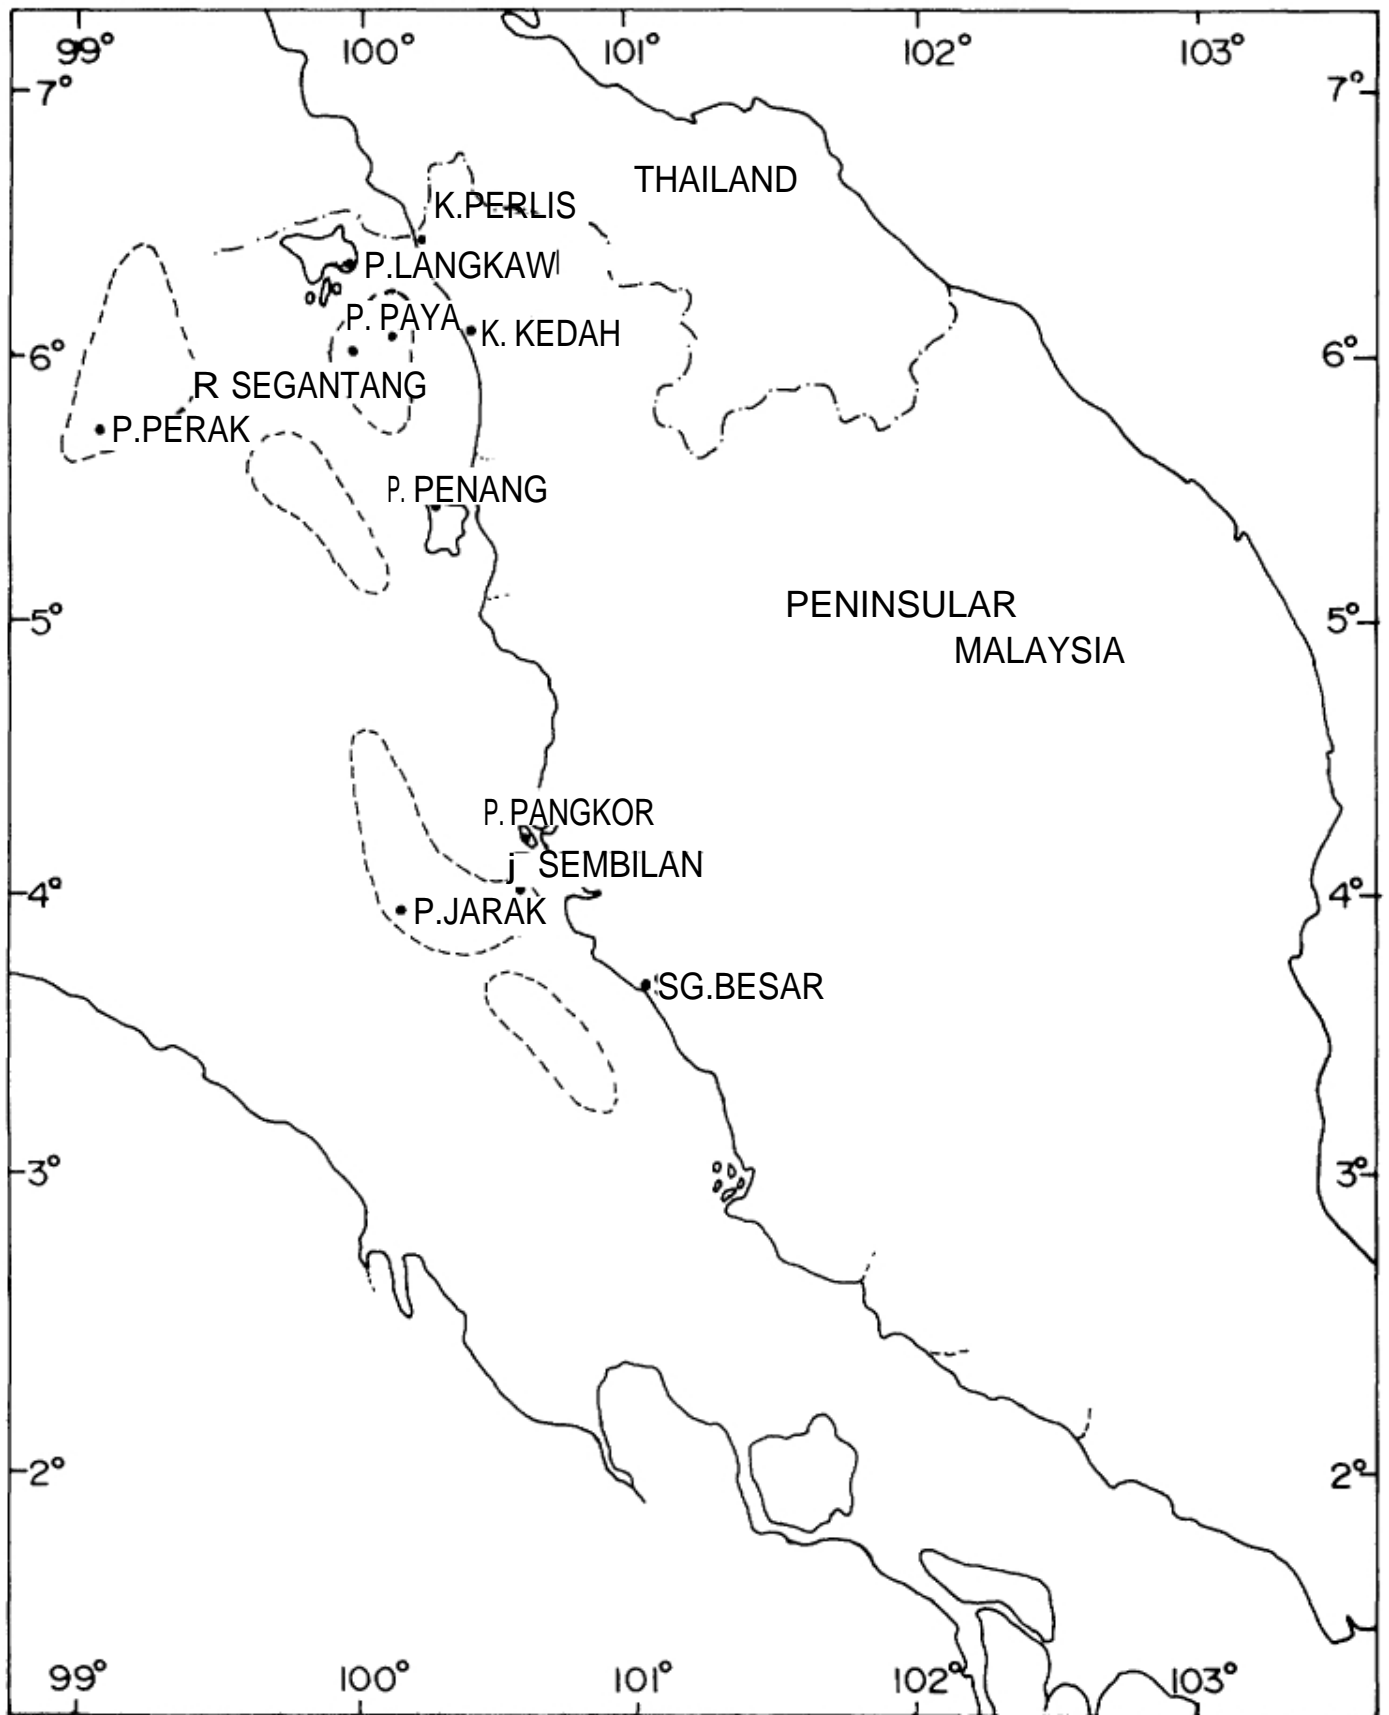 99° 100° 101° 102° 103°
7° 7°
THAILAND
K.PERLIS
P.LANGKAWI
P. PAYA
K. KEDAH
6° 6°
R SEGANTANG
P.PERAK
P. PENANG
PENINSULAR
5° 5°
MALAYSIA
P. PANGKOR
j SEMBILAN
4° 4°
P.JARAK
SG.BESAR
3° 3°
2° 2°
99° 100° 101° 102° 103°